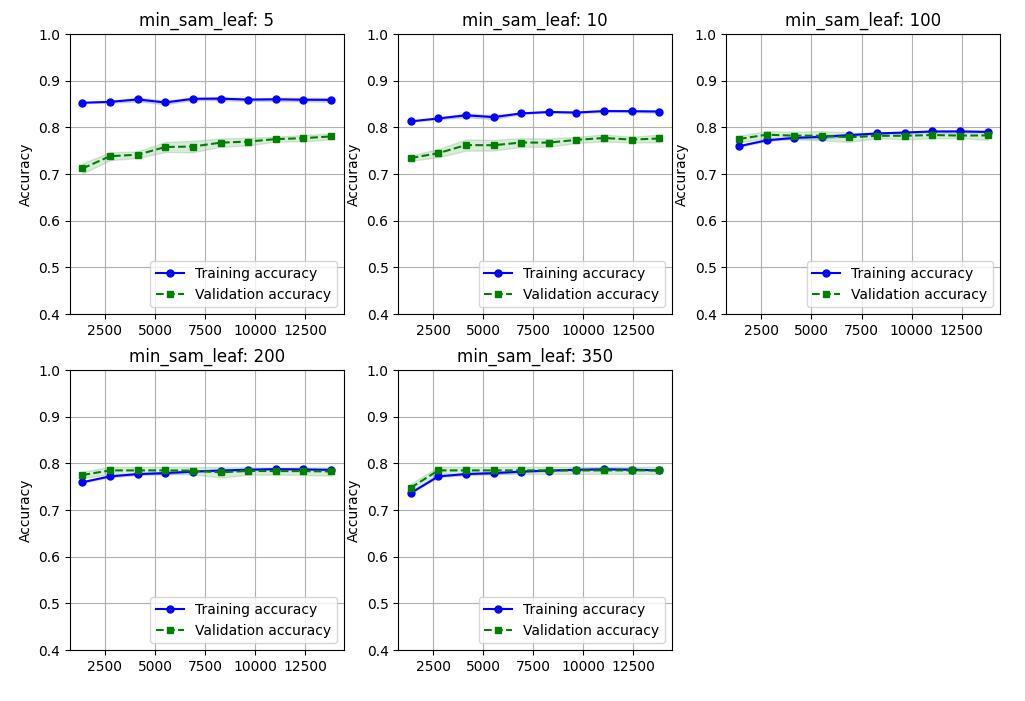 min_sam_leaf: 5
Accuracy
1.0
0.9
0.8
0.7
0.6
0.5
0.4
Training accuracy
Validation accuracy
2500 5000 7500 10000 12500
min_sam_leaf: 10
Accuracy
1.0
0.9
0.8
0.7
0.6
0.5
0.4
Training accuracy
Validation accuracy
2500 5000 7500 10000 12500
min_sam_leaf: 100
Accuracy
1.0
0.9
0.8
0.7
0.6
0.5
0.4
Training accuracy
Validation accuracy
2500 5000 7500 10000 12500
min_sam_leaf: 200
Accuracy
1.0
0.9
0.8
0.7
0.6
0.5
0.4
Training accuracy
Validation accuracy
2500 5000 7500 10000 12500
min_sam_leaf: 350
Accuracy
1.0
0.9
0.8
0.7
0.6
0.5
0.4
Training accuracy
Validation accuracy
2500 5000 7500 10000 12500